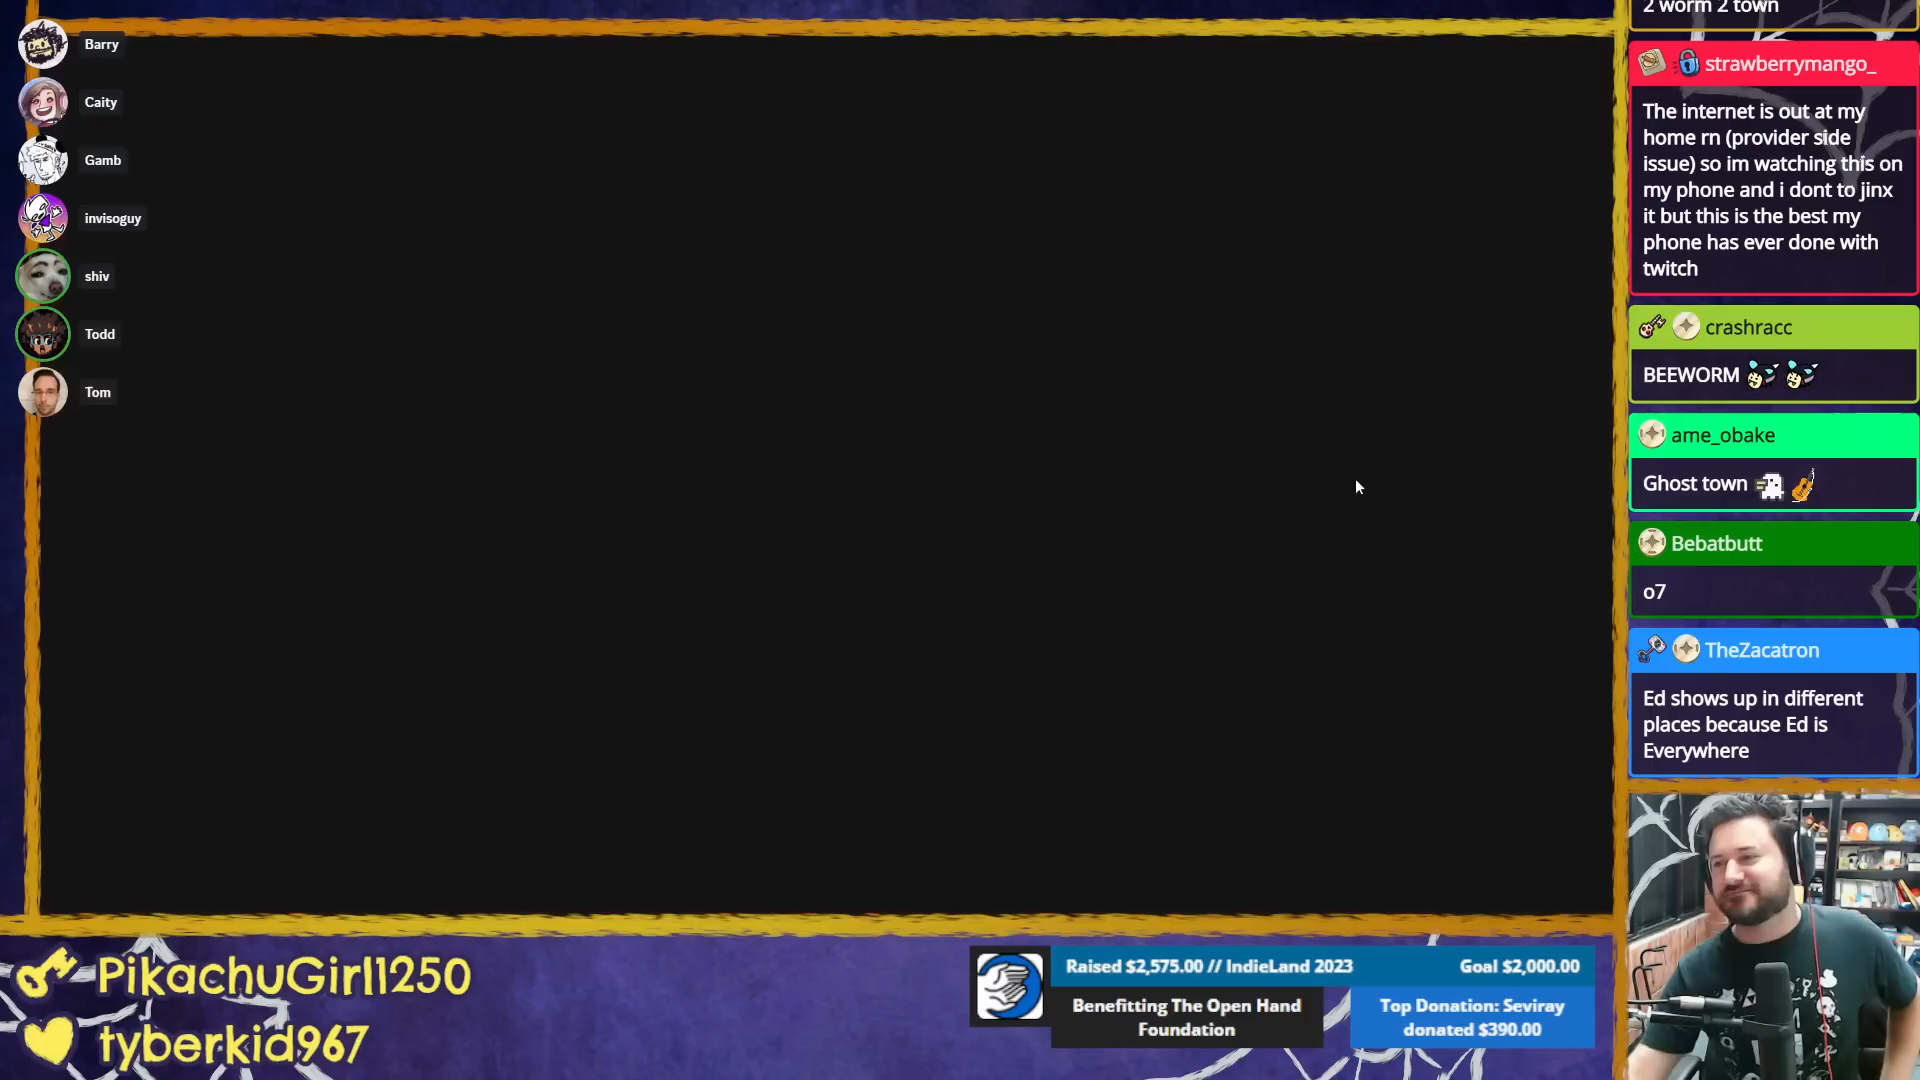 Barry
Caity
Gamb
invisoguy
shiv
Todd
Tom
2 worm 2 town
strawberrymango_
The internet is out at my
home rn (provider side
issue) so im watching this on
my phone and i dont to jinx
it but this is the best my
phone has ever done with
twitch
crashracc
BEEWORM
ame_obake
Ghost town
Bebatbutt
o7
TheZacatron
Ed shows up in different
places because Ed is
Everywhere
PikachuGirl1250
tyberkid967
Raised $2,575.00 // IndieLand 2023
Goal $2,000.00
Benefitting The Open Hand
Foundation
Top Donation: Seviray
donated $390.00